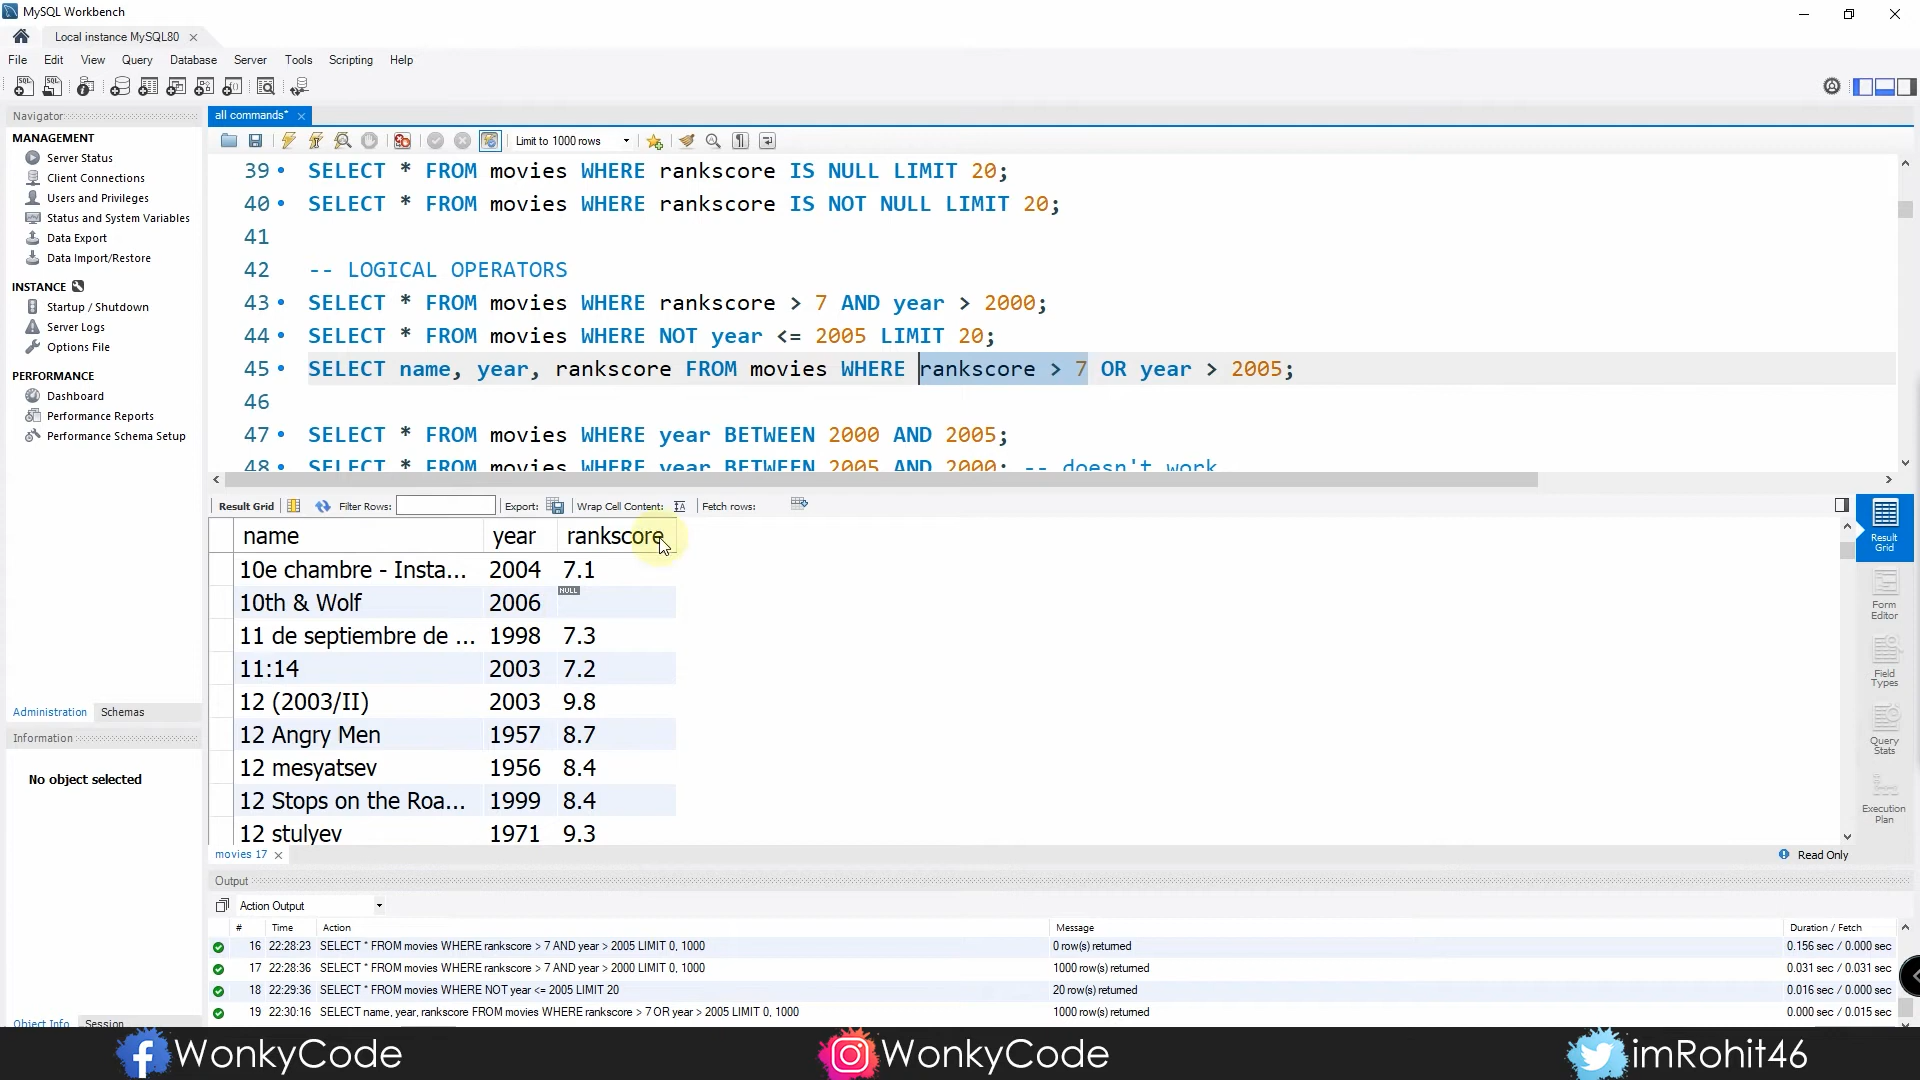 MySQL Workbench
Local instance MySQL80
File Edit View Query Database Server Tools Scripting Help
Navigator
MANAGEMENT
Server Status
Client Connections
Users and Privileges
Status and System Variables
Data Export
Data Import/Restore
INSTANCE
Startup / Shutdown
Server Logs
Options File
PERFORMANCE
Dashboard
Performance Reports
Performance Schema Setup
Administration Schemas
Information
No object selected
Object Info Session
all commands*
Limit to 1000 rows
39 SELECT * FROM movies WHERE rankscore IS NULL LIMIT 20;
40 SELECT * FROM movies WHERE rankscore IS NOT NULL LIMIT 20;
41
42 -- LOGICAL OPERATORS
43 SELECT * FROM movies WHERE rankscore > 7 AND year > 2000;
44 SELECT * FROM movies WHERE NOT year <= 2005 LIMIT 20;
45 SELECT name, year, rankscore FROM movies WHERE rankscore > 7 OR year > 2005;
46
47 SELECT * FROM movies WHERE year BETWEEN 2000 AND 2005;
48 SELECT * FROM movies WHERE year BETWEEN 2005 AND 2000; -- doesn't work
Result Grid Filter Rows: Export: Wrap Cell Content: Fetch rows:
name year rankscore
10e chambre - Insta... 2004 7.1
10th & Wolf 2006 NULL
11 de septiembre de ... 1998 7.3
11:14 2003 7.2
12 (2003/II) 2003 9.8
12 Angry Men 1957 8.7
12 mesyatsev 1956 8.4
12 Stops on the Roa... 1999 8.4
12 stulyev 1971 9.3
Result Grid
Form Editor
Field Types
Query Stats
Execution Plan
movies 17
Read Only
Output
Action Output
# Time Action Message Duration / Fetch
16 22:28:23 SELECT * FROM movies WHERE rankscore > 7 AND year > 2005 LIMIT 0, 1000 0 row(s) returned 0.156 sec / 0.000 sec
17 22:28:36 SELECT * FROM movies WHERE rankscore > 7 AND year > 2000 LIMIT 0, 1000 1000 row(s) returned 0.031 sec / 0.031 sec
18 22:29:36 SELECT * FROM movies WHERE NOT year <= 2005 LIMIT 20 20 row(s) returned 0.016 sec / 0.000 sec
19 22:30:16 SELECT name, year, rankscore FROM movies WHERE rankscore > 7 OR year > 2005 LIMIT 0, 1000 1000 row(s) returned 0.000 sec / 0.015 sec
WonkyCode WonkyCode imRohit46